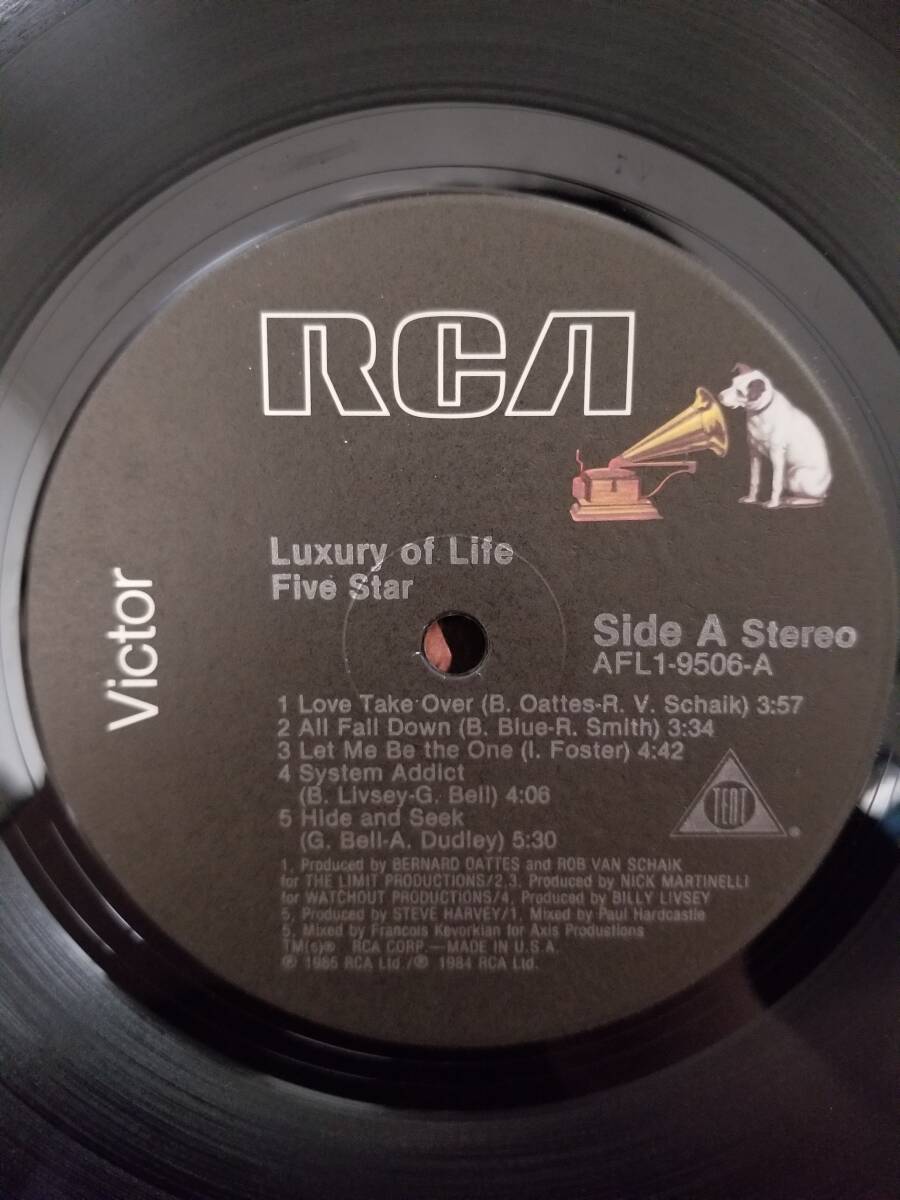 RCA
Victor
Luxury of Life
Five Star
Side A Stereo
AFL1-9506-A
1 Love Take Over (B. Oattes-R. V. Schaik) 3:57
2 All Fall Down (B. Blue-R. Smith) 3:34
3 Let Me Be the One (I. Foster) 4:42
4 System Addict
(B. Livsey-G. Bell) 4:06
5 Hide and Seek
(G. Bell-A. Dudley) 5:30
TENT
®
1, Produced by BERNARD OATTES and ROB VAN SCHAIK
for THE LIMIT PRODUCTIONS/2,3, Produced by NICK MARTINELLI
for WATCHOUT PRODUCTIONS/4, Produced by BILLY LIVSEY
5, Produced by STEVE HARVEY/1, Mixed by Paul Hardcastle
5, Mixed by Francois Kevorkian for Axis Productions
TM(s)® RCA CORP.—MADE IN U.S.A.
℗ 1985 RCA Ltd./℗ 1984 RCA Ltd.